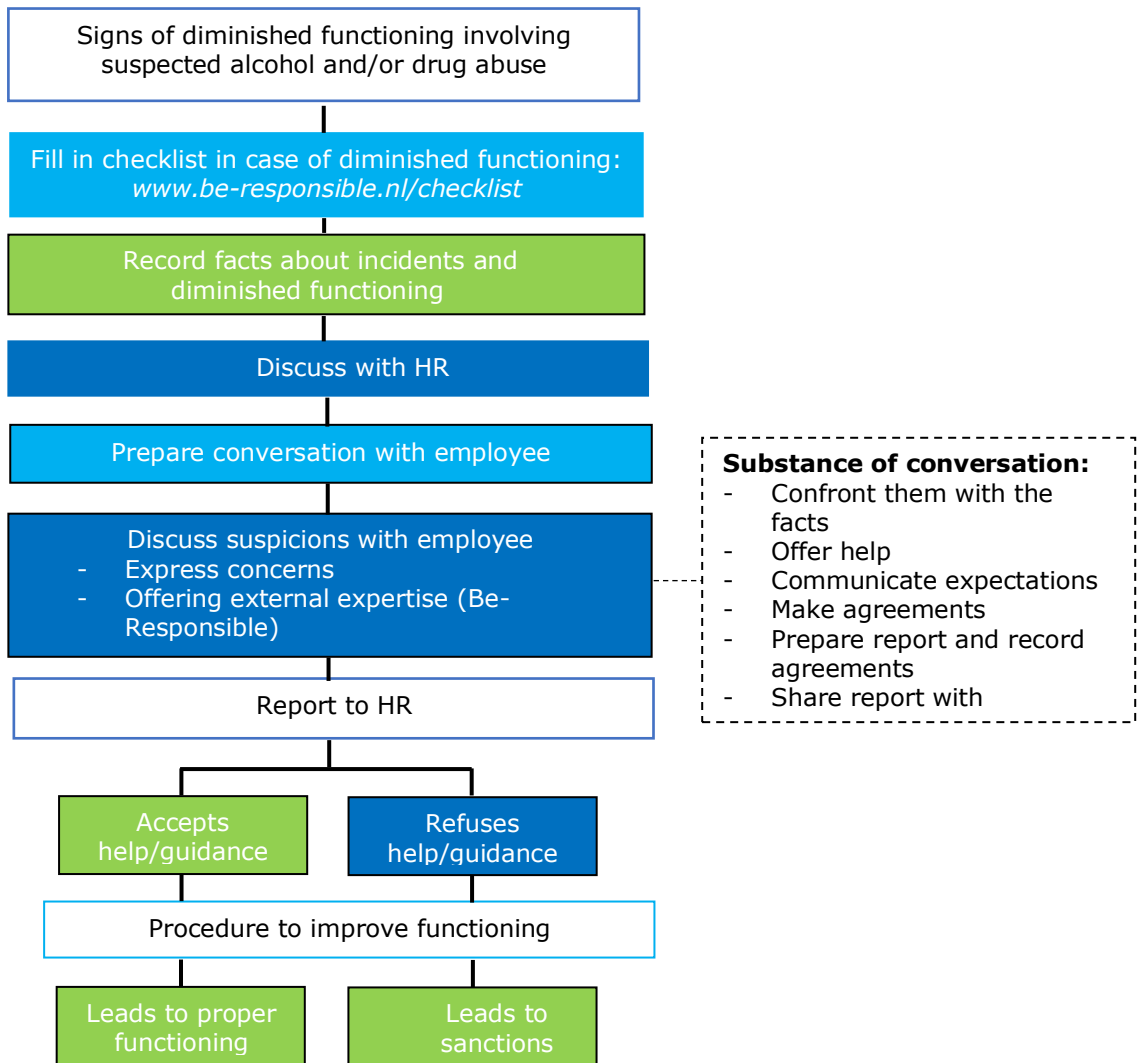 Signs of diminished functioning involving
suspected alcohol and/or drug abuse
Fill in checklist in case of diminished functioning:
www.be-responsible.nl/checklist
Record facts about incidents and
diminished functioning
Discuss with HR
Prepare conversation with employee
Discuss suspicions with employee
- Express concerns
- Offering external expertise (Be-
Responsible)
Substance of conversation:
- Confront them with the
facts
- Offer help
- Communicate expectations
- Make agreements
- Prepare report and record
agreements
- Share report with
Report to HR
Accepts
help/guidance
Refuses
help/guidance
Procedure to improve functioning
Leads to proper
functioning
Leads to
sanctions